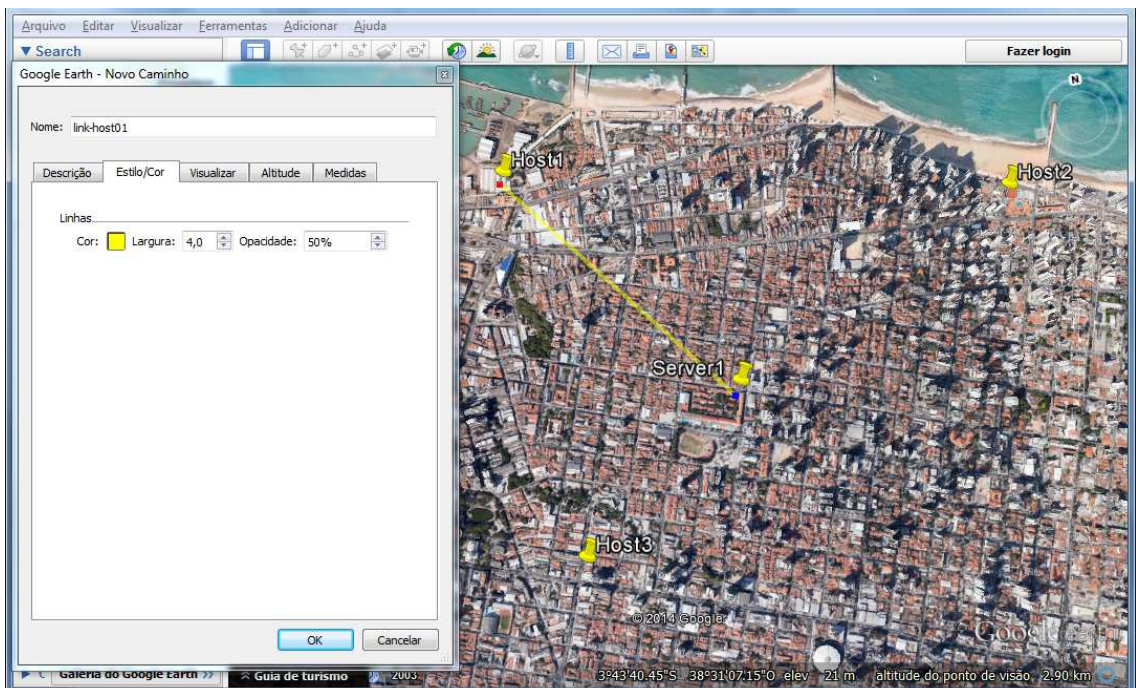 Arquivo Editar Visualizar Ferramentas Adicionar Ajuda
▼ Search
Fazer login
Google Earth - Novo Caminho
N
Nome: link-host01
Descrição Estilo/Cor Visualizar Altitude Medidas
Linhas
Cor: Largura: 4,0 Opacidade: 50%
OK Cancelar
Host1
Host2
Server1
Host3
© 2014 Google
Google earth
Galeria do Google Earth >> Guia de turismo 2003 3°43'40.45"S 38°31'07.15"O elev 21 m altitude do ponto de visão 2.90 km